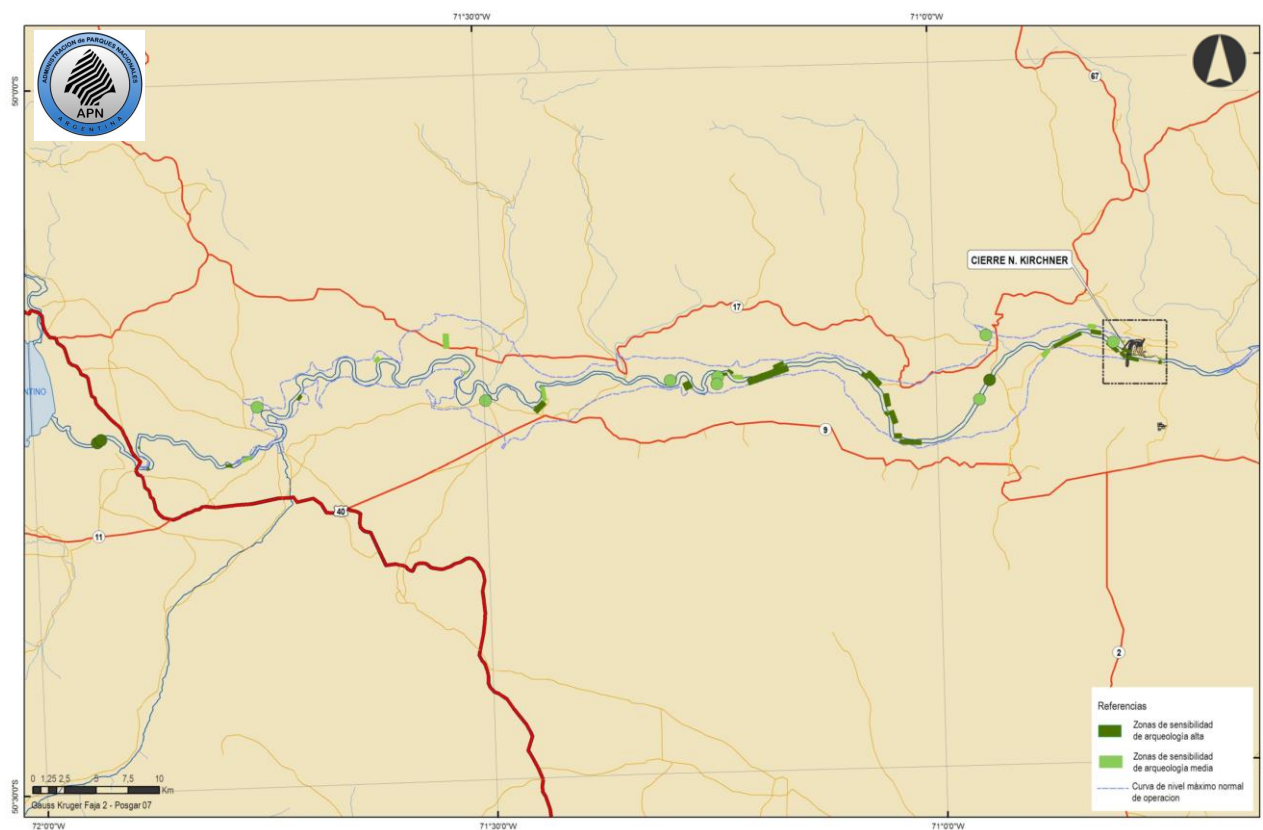 71°30'0"W
71°0'0"W
ADMINISTRACION de PARQUES NACIONALES
APN
ARGENTINA
50°0'0"S
67
CIERRE N. KIRCHNER
17
NTINO
9
40
11
2
Referencias
Zonas de sensibilidad
de arqueología alta
Zonas de sensibilidad
de arqueología media
Curva de nivel máximo normal
de operacion
0 1,25 2,5 5 7,5 10
Km
Gauss Kruger Faja 2 - Posgar 07
50°30'0"S
72°0'0"W
71°30'0"W
71°0'0"W